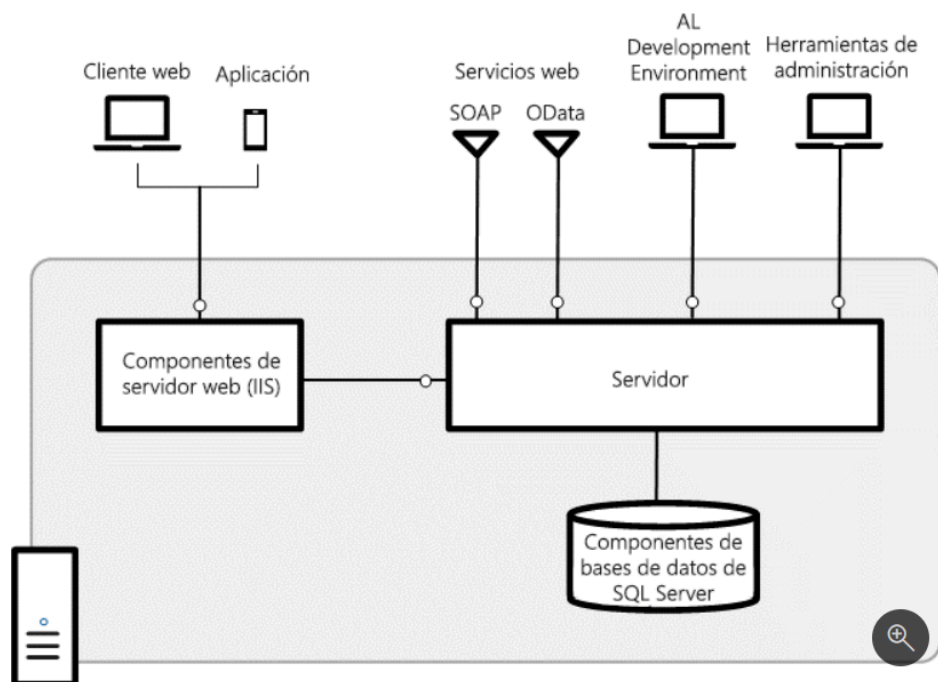 Cliente web
Aplicación
Servicios web
SOAP
OData
AL
Development
Environment
Herramientas de
administración
Componentes de
servidor web (IIS)
Servidor
Componentes de
bases de datos de
SQL Server